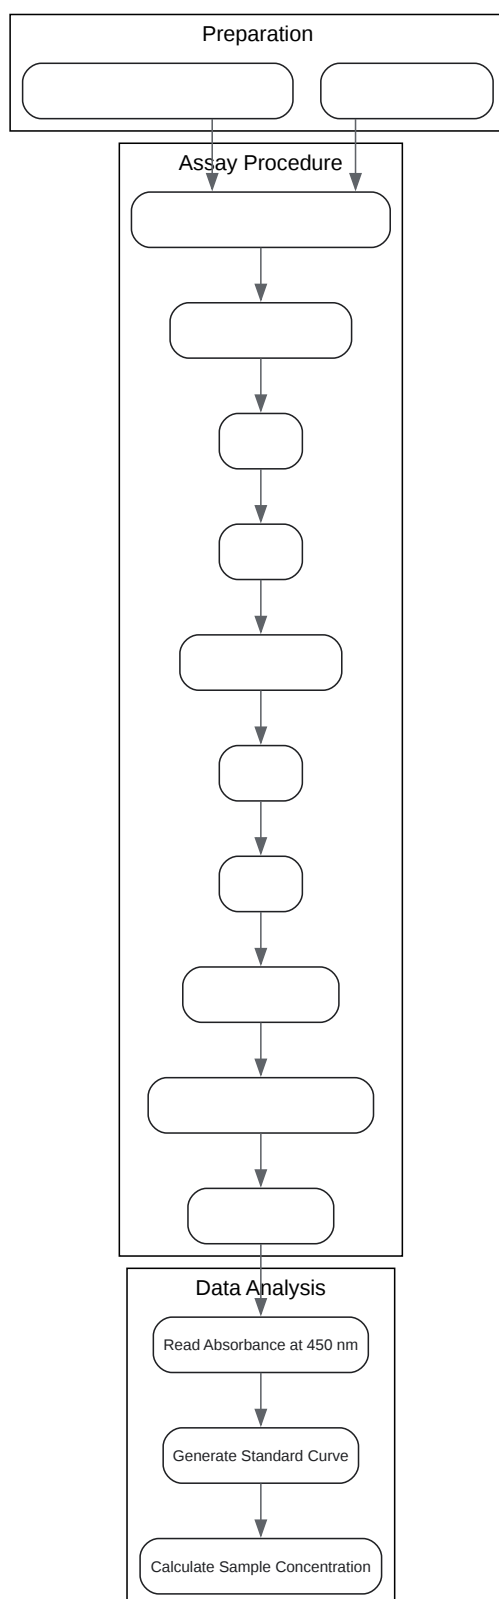 Preparation
Assay Procedure
Data Analysis
Read Absorbance at 450 nm
Generate Standard Curve
Calculate Sample Concentration